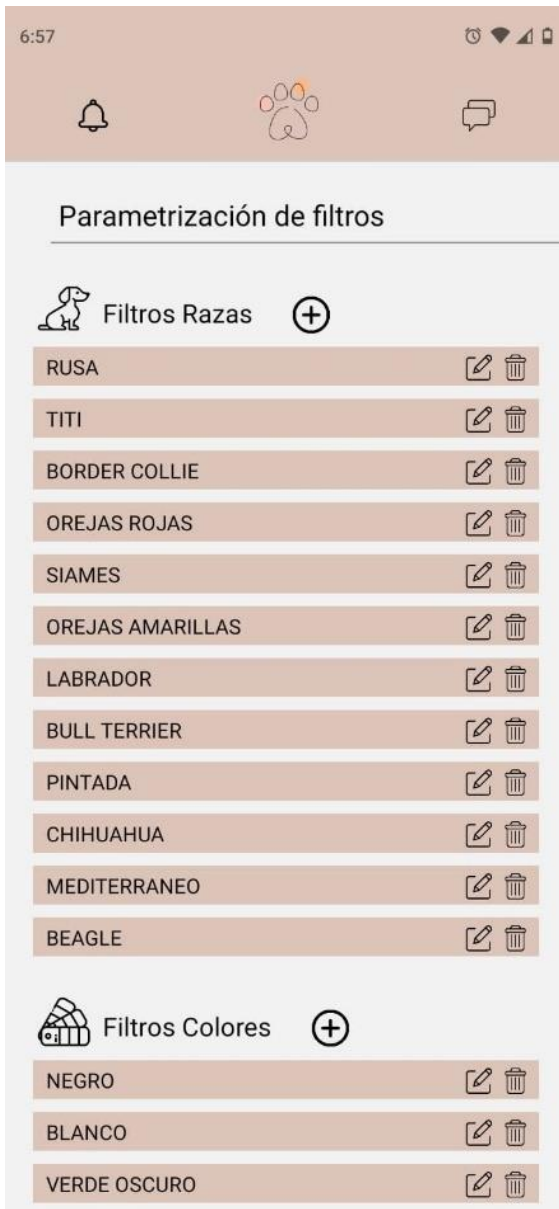 6:57
Parametrización de filtros
Filtros Razas
RUSA
TITI
BORDER COLLIE
OREJAS ROJAS
SIAMES
OREJAS AMARILLAS
LABRADOR
BULL TERRIER
PINTADA
CHIHUAHUA
MEDITERRANEO
BEAGLE
Filtros Colores
NEGRO
BLANCO
VERDE OSCURO